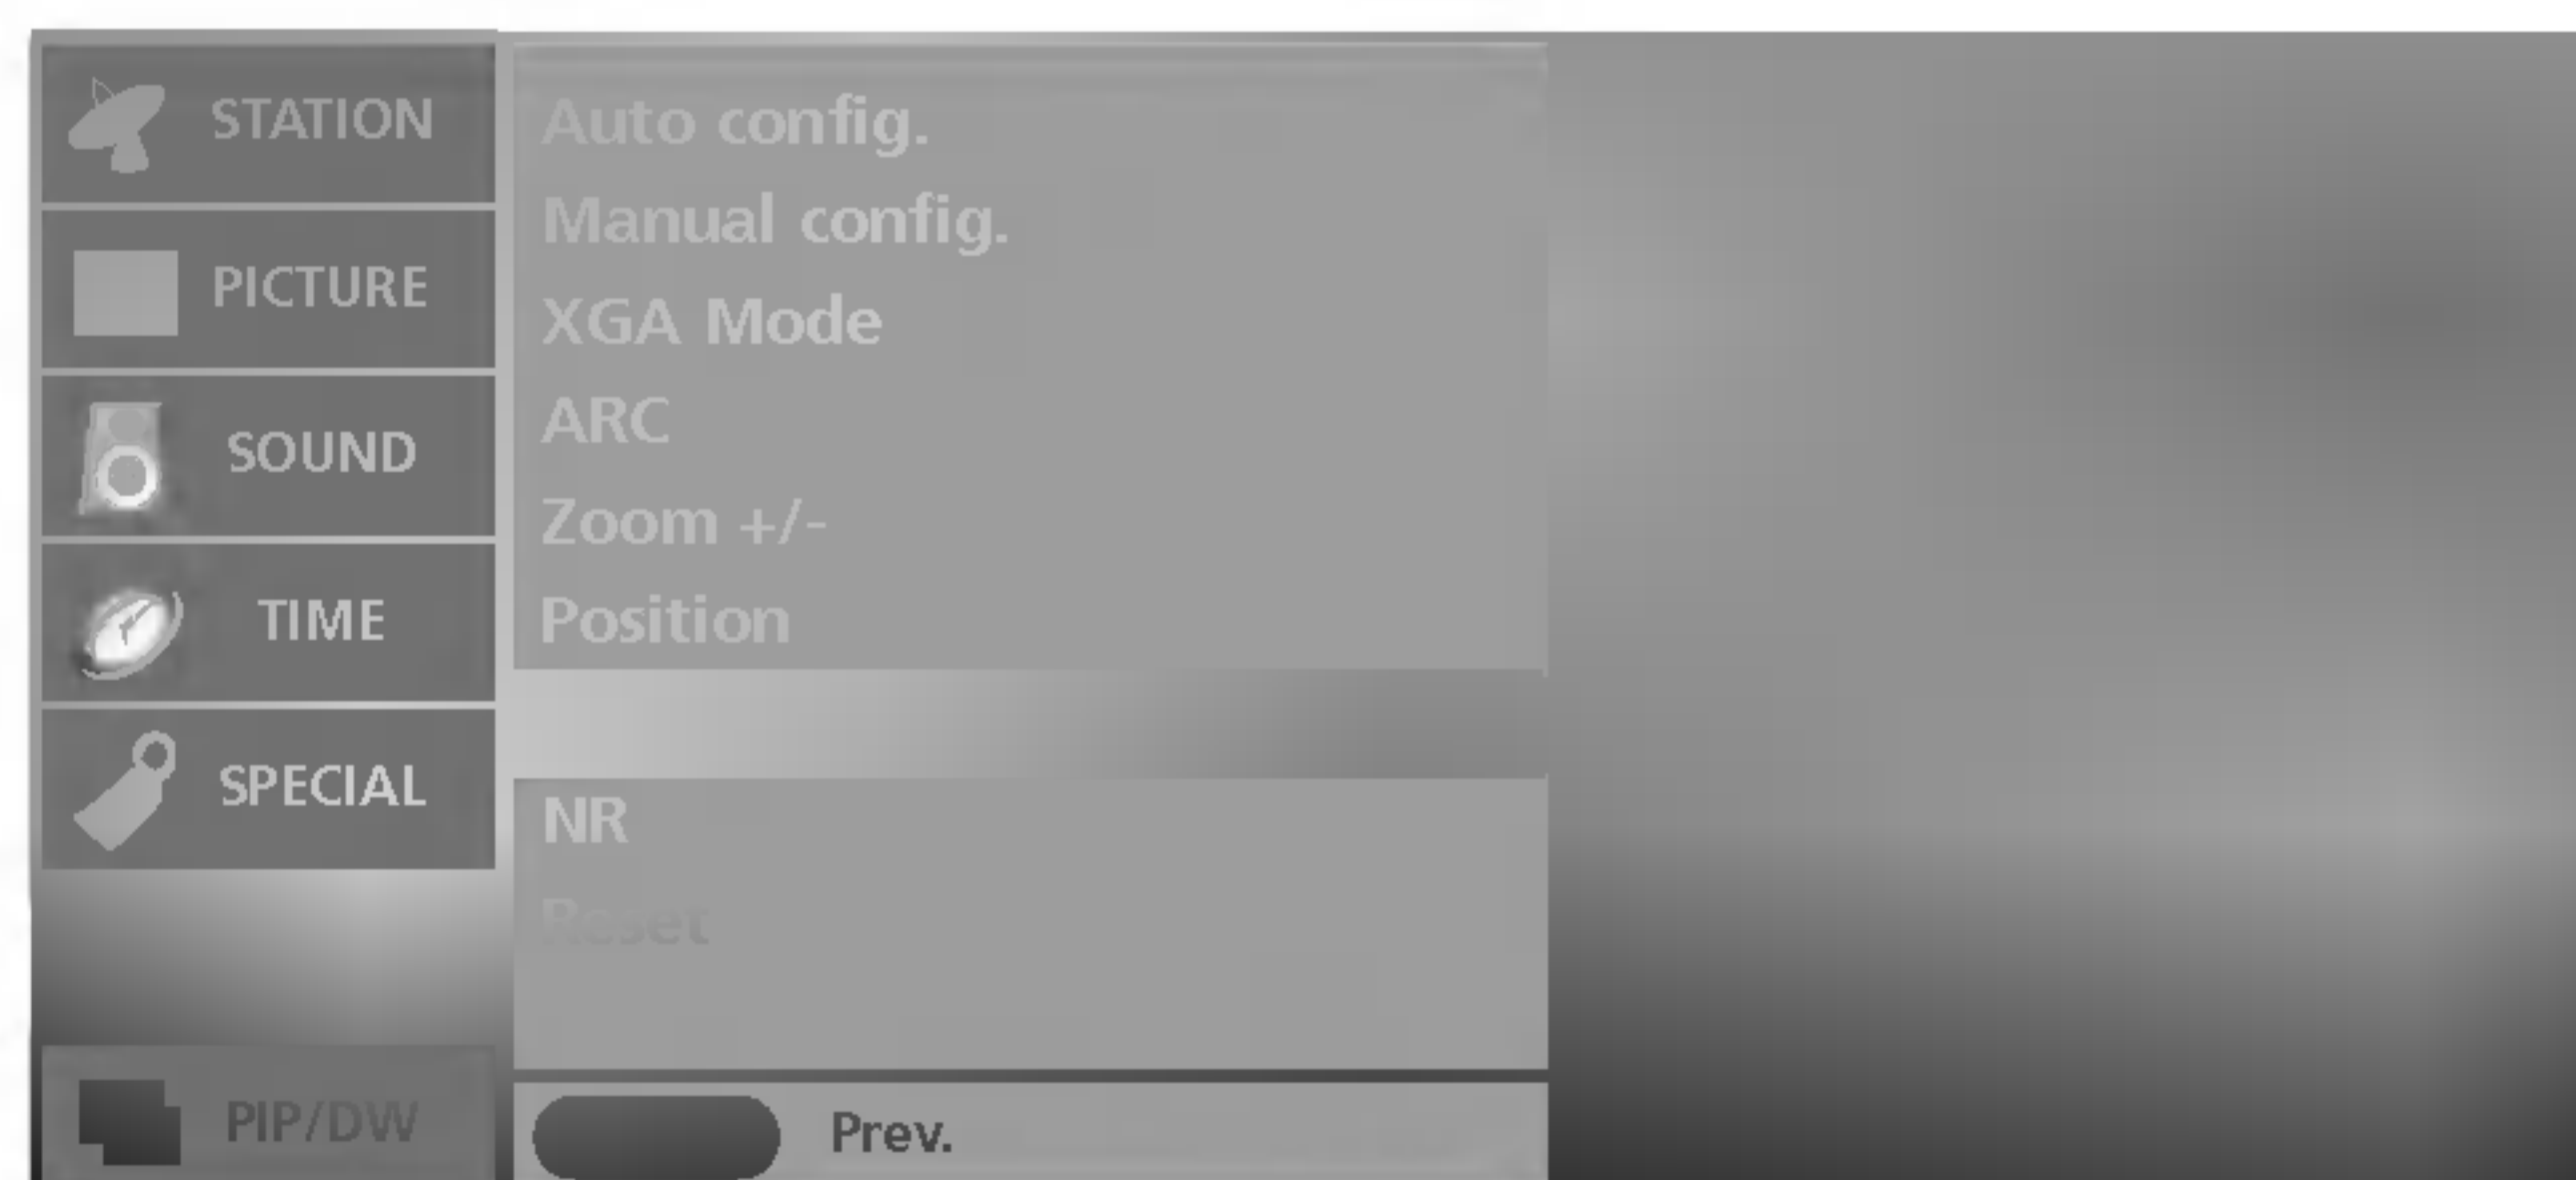 STATION
PICTURE
SOUND
TIME
SPECIAL
PIP/DW
Auto config.
Manual config.
XGA Mode
ARC
Zoom +/-
Position
NR
Reset
Prev.